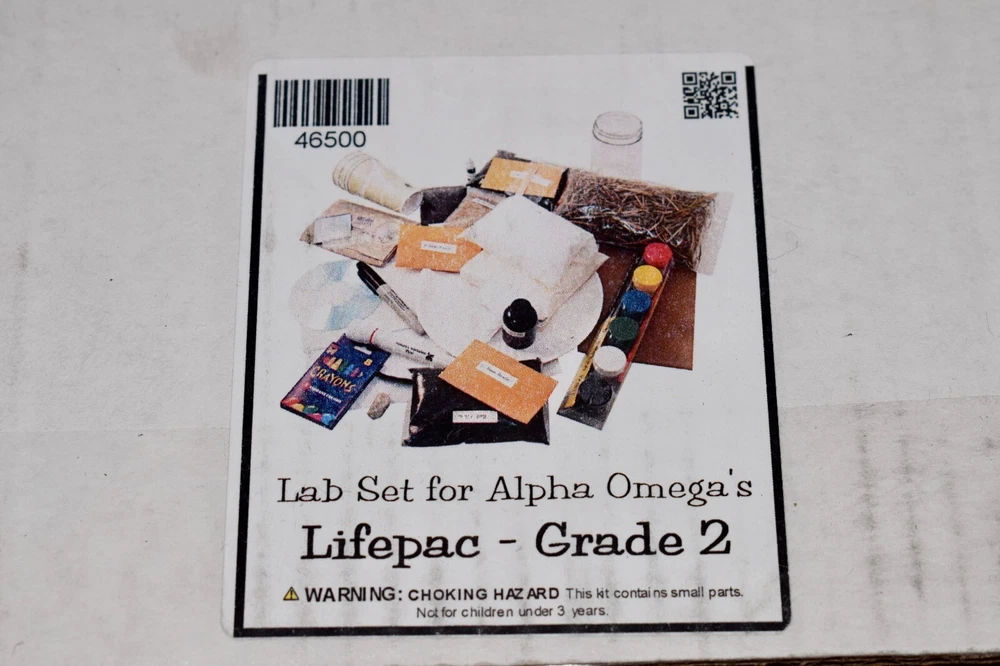 46500
CRAYONS
Lab Set for Alpha Omega's
Lifepac - Grade 2
⚠ WARNING: CHOKING HAZARD This kit contains small parts.
Not for children under 3 years.